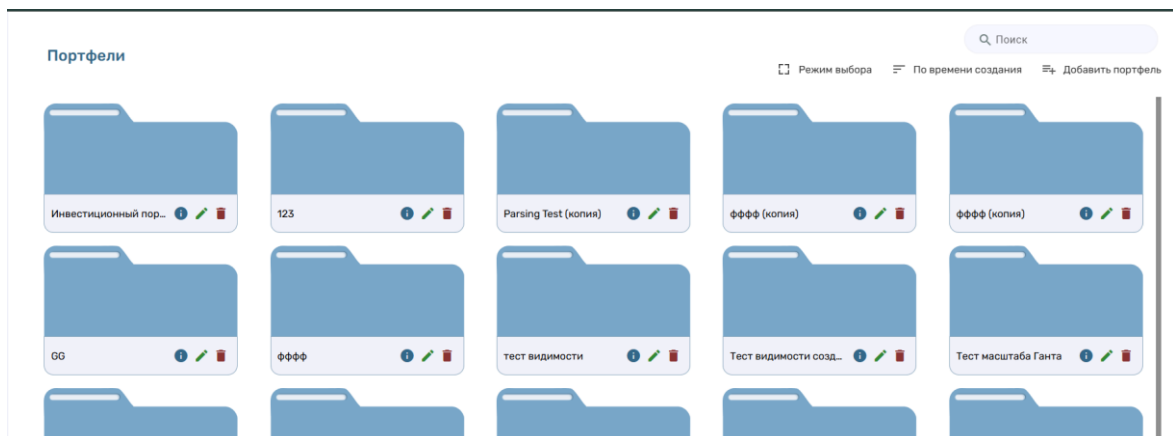 Поиск
Портфели
Режим выбора
По времени создания
Добавить портфель
Инвестиционный пор...
123
Parsing Test (копия)
фффф (копия)
фффф (копия)
GG
фффф
тест видимости
Тест видимости созд...
Тест масштаба Ганта